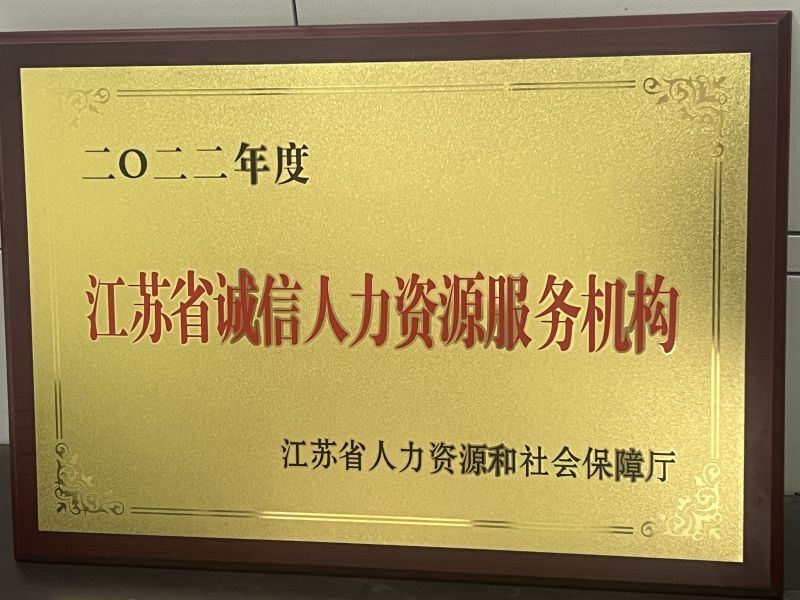 二〇二二年度
江苏省诚信人力资源服务机构
江苏省人力资源和社会保障厅